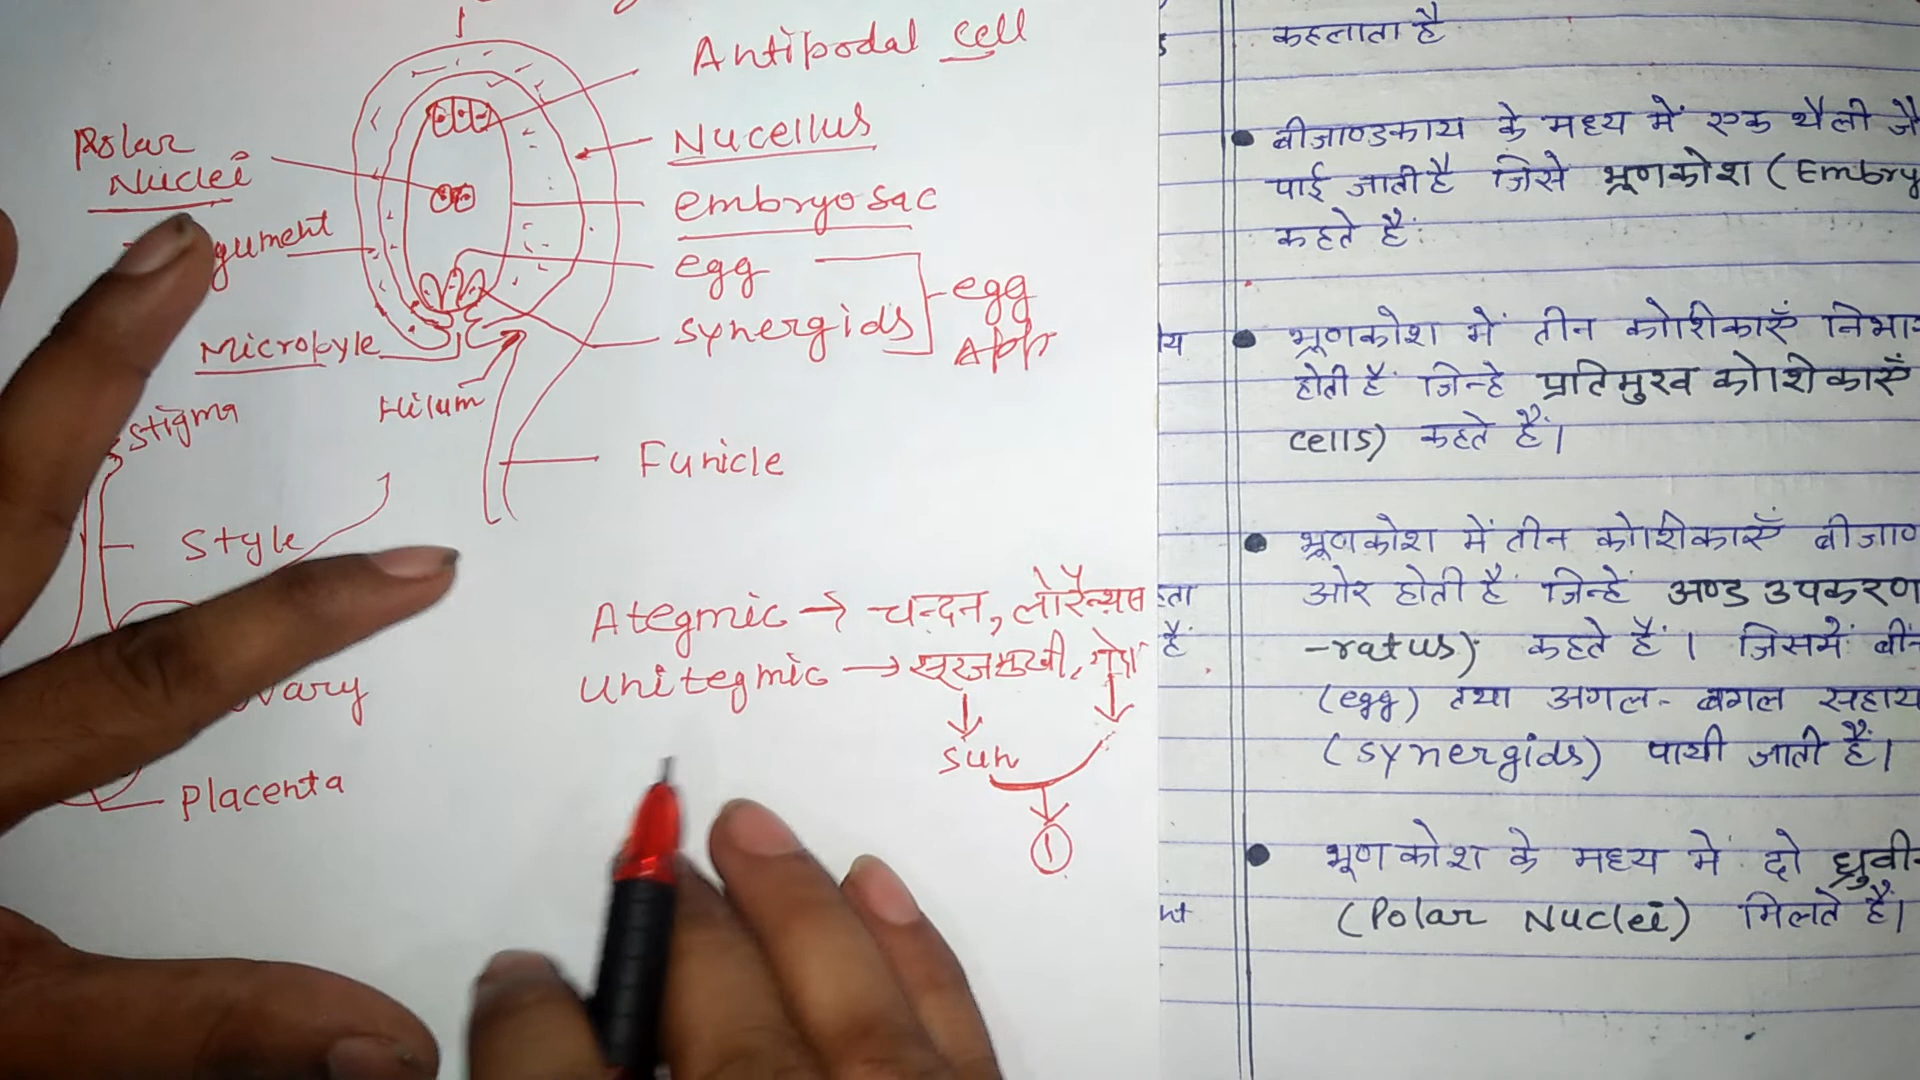 Antipodal cell
Polar
Nuclei
Nucellus
embryo sac
gument
egg
synergids
egg
App
Micropyle
Hilum
Stigma
Funicle
Style
Ategmic → चन्दन, लोरैन्थस
Unitegmic → सूरजमुखी,
vary
sun
Placenta
1
कहलाता है
बीजाण्डकाय के मध्य में एक थैली जै
पाई जाती है जिसे भ्रूणकोश (Embry
कहते हैं।
भ्रूणकोश में तीन कोशिकाएँ निभा
होती हैं जिन्हे प्रतिमुख कोशिकाएँ
cells) कहते हैं।
भ्रूणकोश में तीन कोशिकाएँ बीजाण
ओर होती हैं जिन्हें अण्ड उपकरण
-ratus) कहते हैं। जिसमें बी
(egg) तथा अगल-बगल सहाय
(synergids) पायी जाती हैं।
भ्रूणकोश के मध्य में दो ध्रुवी
(Polar Nuclei) मिलते हैं।